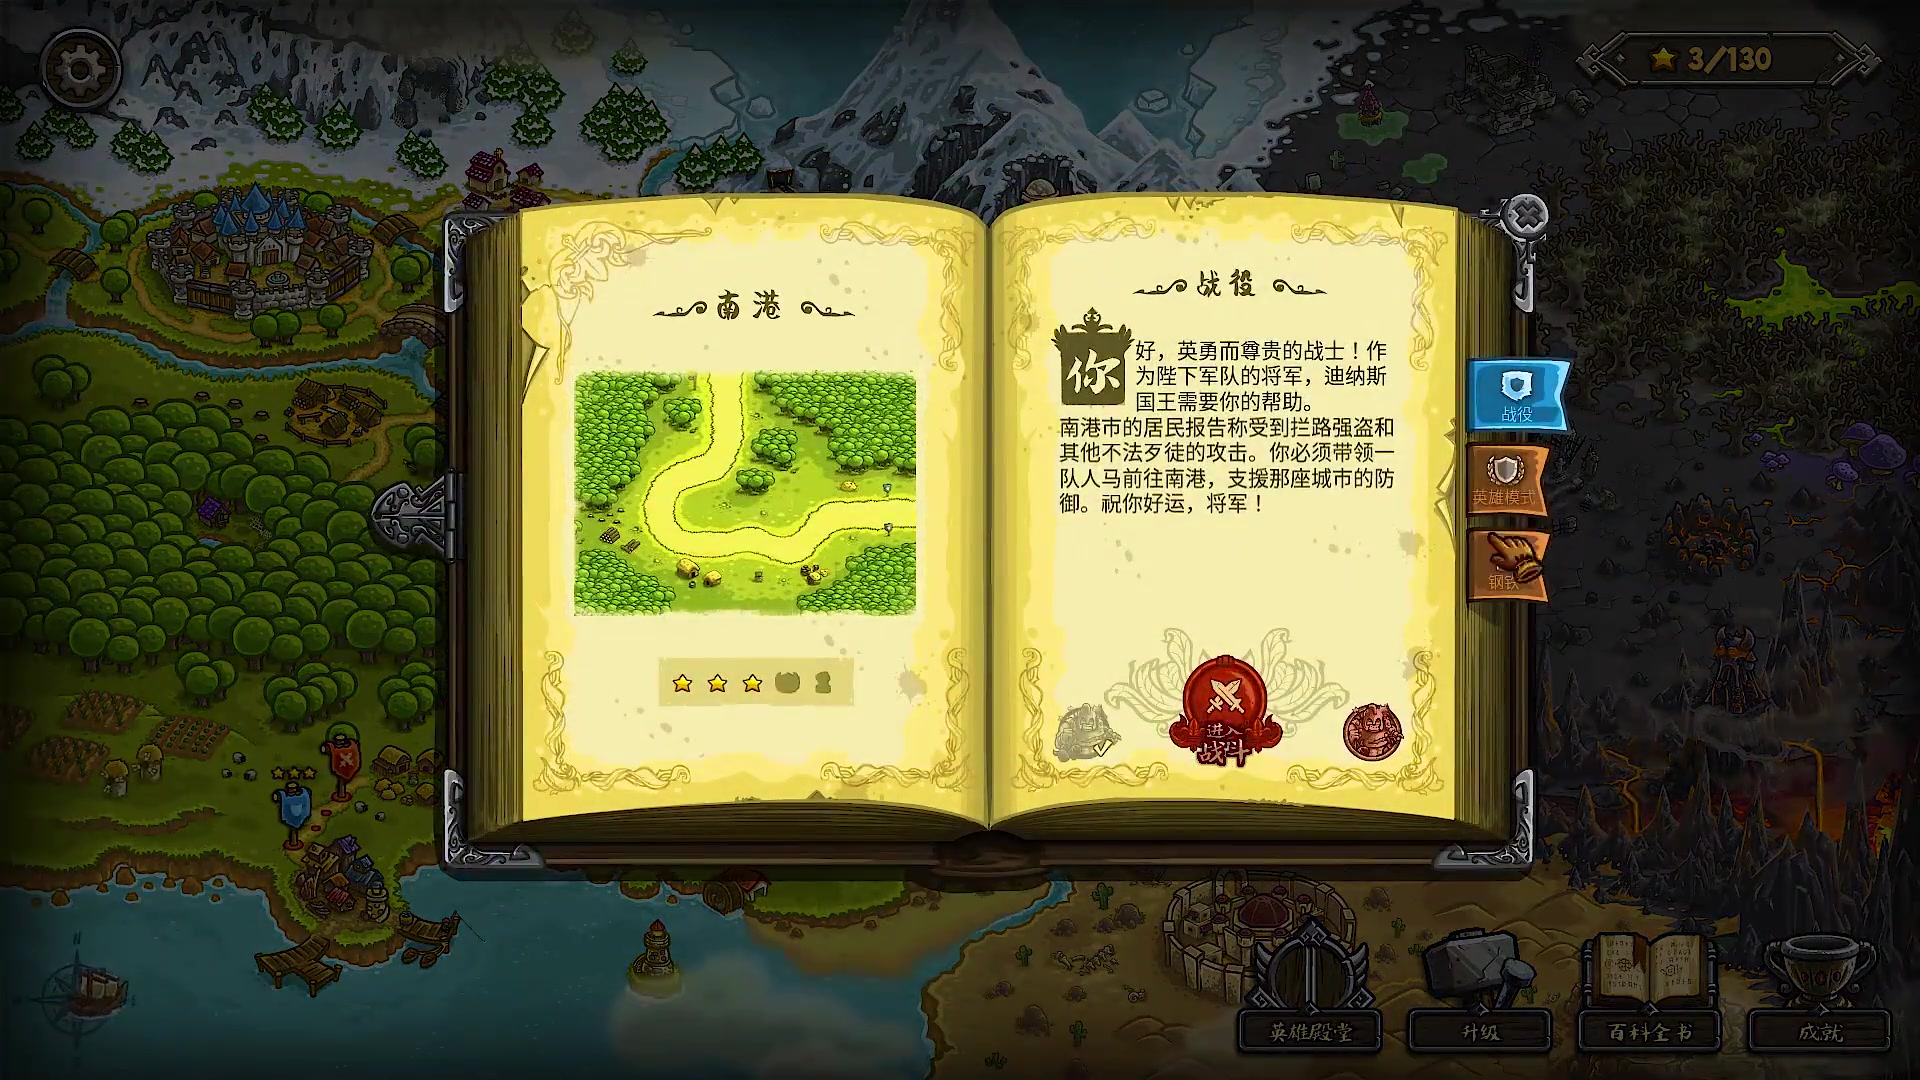 3/130
南港
战役
你好，英勇而尊贵的战士！作
为陛下军队的将军，迪纳斯
国王需要你的帮助。
南港市的居民报告称受到拦路强盗和
其他不法歹徒的攻击。你必须带领一
队人马前往南港，支援那座城市的防
御。祝你好运，将军！
进入
战斗
战役
英雄模式
钢铁
英雄殿堂
升级
百科全书
成就